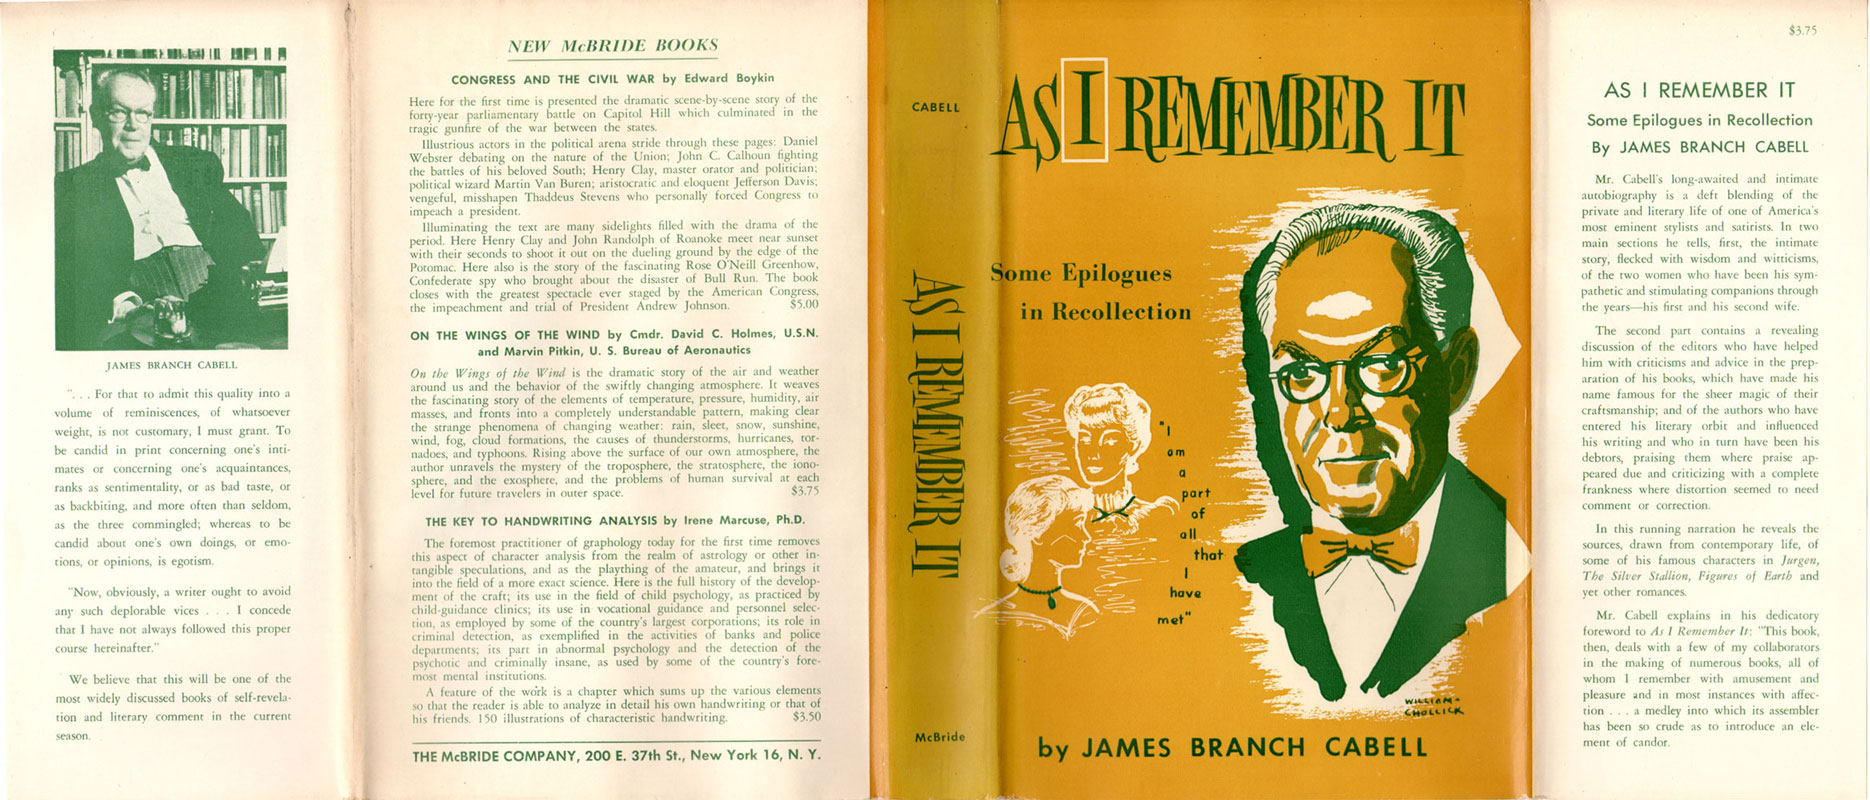 JAMES BRANCH CABELL
". . . For that to admit this quality into a
volume of reminiscences, of whatsoever
weight, is not customary, I must grant. To
be candid in print concerning one's inti-
mates or concerning one's acquaintances,
ranks as sentimentality, or as bad taste, or
as backbiting, and more often than seldom,
as the three commingled; whereas to be
candid about one's own doings, or emo-
tions, or opinions, is egotism.
"Now, obviously, a writer ought to avoid
any such deplorable vices . . . I concede
that I have not always followed this proper
course hereinafter."
We believe that this will be one of the
most widely discussed books of self-revela-
tion and literary comment in the current
season.
NEW McBRIDE BOOKS
CONGRESS AND THE CIVIL WAR by Edward Boykin
Here for the first time is presented the dramatic scene-by-scene story of the
forty-year parliamentary battle on Capitol Hill which culminated in the
tragic gunfire of the war between the states.
Illustrious actors in the political arena stride through these pages: Daniel
Webster debating on the nature of the Union; John C. Calhoun fighting
the battles of his beloved South; Henry Clay, master orator and politician;
political wizard Martin Van Buren; aristocratic and eloquent Jefferson Davis;
vengeful, misshapen Thaddeus Stevens who personally forced Congress to
impeach a president.
Illuminating the text are many sidelights filled with the drama of the
period. Here Henry Clay and John Randolph of Roanoke meet near sunset
with their seconds to shoot it out on the dueling ground by the edge of the
Potomac. Here also is the story of the fascinating Rose O'Neill Greenhow,
Confederate spy who brought about the disaster of Bull Run. The book
closes with the greatest spectacle ever staged by the American Congress,
the impeachment and trial of President Andrew Johnson. $5.00
ON THE WINGS OF THE WIND by Cmdr. David C. Holmes, U.S.N.
and Marvin Pitkin, U. S. Bureau of Aeronautics
On the Wings of the Wind is the dramatic story of the air and weather
around us and the behavior of the swiftly changing atmosphere. It weaves
the fascinating story of the elements of temperature, pressure, humidity, air
masses, and fronts into a completely understandable pattern, making clear
the strange phenomena of changing weather: rain, sleet, snow, sunshine,
wind, fog, cloud formations, the causes of thunderstorms, hurricanes, tor-
nadoes, and typhoons. Rising above the surface of our own atmosphere, the
author unravels the mystery of the troposphere, the stratosphere, the iono-
sphere, and the exosphere, and the problems of human survival at each
level for future travelers in outer space. $3.75
THE KEY TO HANDWRITING ANALYSIS by Irene Marcuse, Ph.D.
The foremost practitioner of graphology today for the first time removes
this aspect of character analysis from the realm of astrology or other in-
tangible speculations, and as the plaything of the amateur, and brings it
into the field of a more exact science. Here is the full history of the develop-
ment of the craft; its use in the field of child psychology, as practiced by
child-guidance clinics; its use in vocational guidance and personnel selec-
tion, as employed by some of the country's largest corporations; its role in
criminal detection, as exemplified in the activities of banks and police
departments; its part in abnormal psychology and the detection of the
psychotic and criminally insane, as used by some of the country's fore-
most mental institutions.
A feature of the work is a chapter which sums up the various elements
so that the reader is able to analyze in detail his own handwriting or that of
his friends. 150 illustrations of characteristic handwriting. $3.50
THE McBRIDE COMPANY, 200 E. 37th St., New York 16, N. Y.
CABELL
AS I REMEMBER IT
McBride
AS I REMEMBER IT
Some Epilogues
in Recollection
"I
am
a
part
of
all
that
I
have
met"
WILLIAM-
CHOLLICK
by JAMES BRANCH CABELL
$3.75
AS I REMEMBER IT
Some Epilogues in Recollection
By JAMES BRANCH CABELL
Mr. Cabell's long-awaited and intimate
autobiography is a deft blending of the
private and literary life of one of America's
most eminent stylists and satirists. In two
main sections he tells, first, the intimate
story, flecked with wisdom and witticisms,
of the two women who have been his sym-
pathetic and stimulating companions through
the years—his first and his second wife.
The second part contains a revealing
discussion of the editors who have helped
him with criticisms and advice in the prep-
aration of his books, which have made his
name famous for the sheer magic of their
craftsmanship; and of the authors who have
entered his literary orbit and influenced
his writing and who in turn have been his
debtors, praising them where praise ap-
peared due and criticizing with a complete
frankness where distortion seemed to need
comment or correction.
In this running narration he reveals the
sources, drawn from contemporary life, of
some of his famous characters in Jurgen,
The Silver Stallion, Figures of Earth and
yet other romances.
Mr. Cabell explains in his dedicatory
foreword to As I Remember It: "This book,
then, deals with a few of my collaborators
in the making of numerous books, all of
whom I remember with amusement and
pleasure and in most instances with affec-
tion . . . a medley into which its assembler
has been so crude as to introduce an ele-
ment of candor.